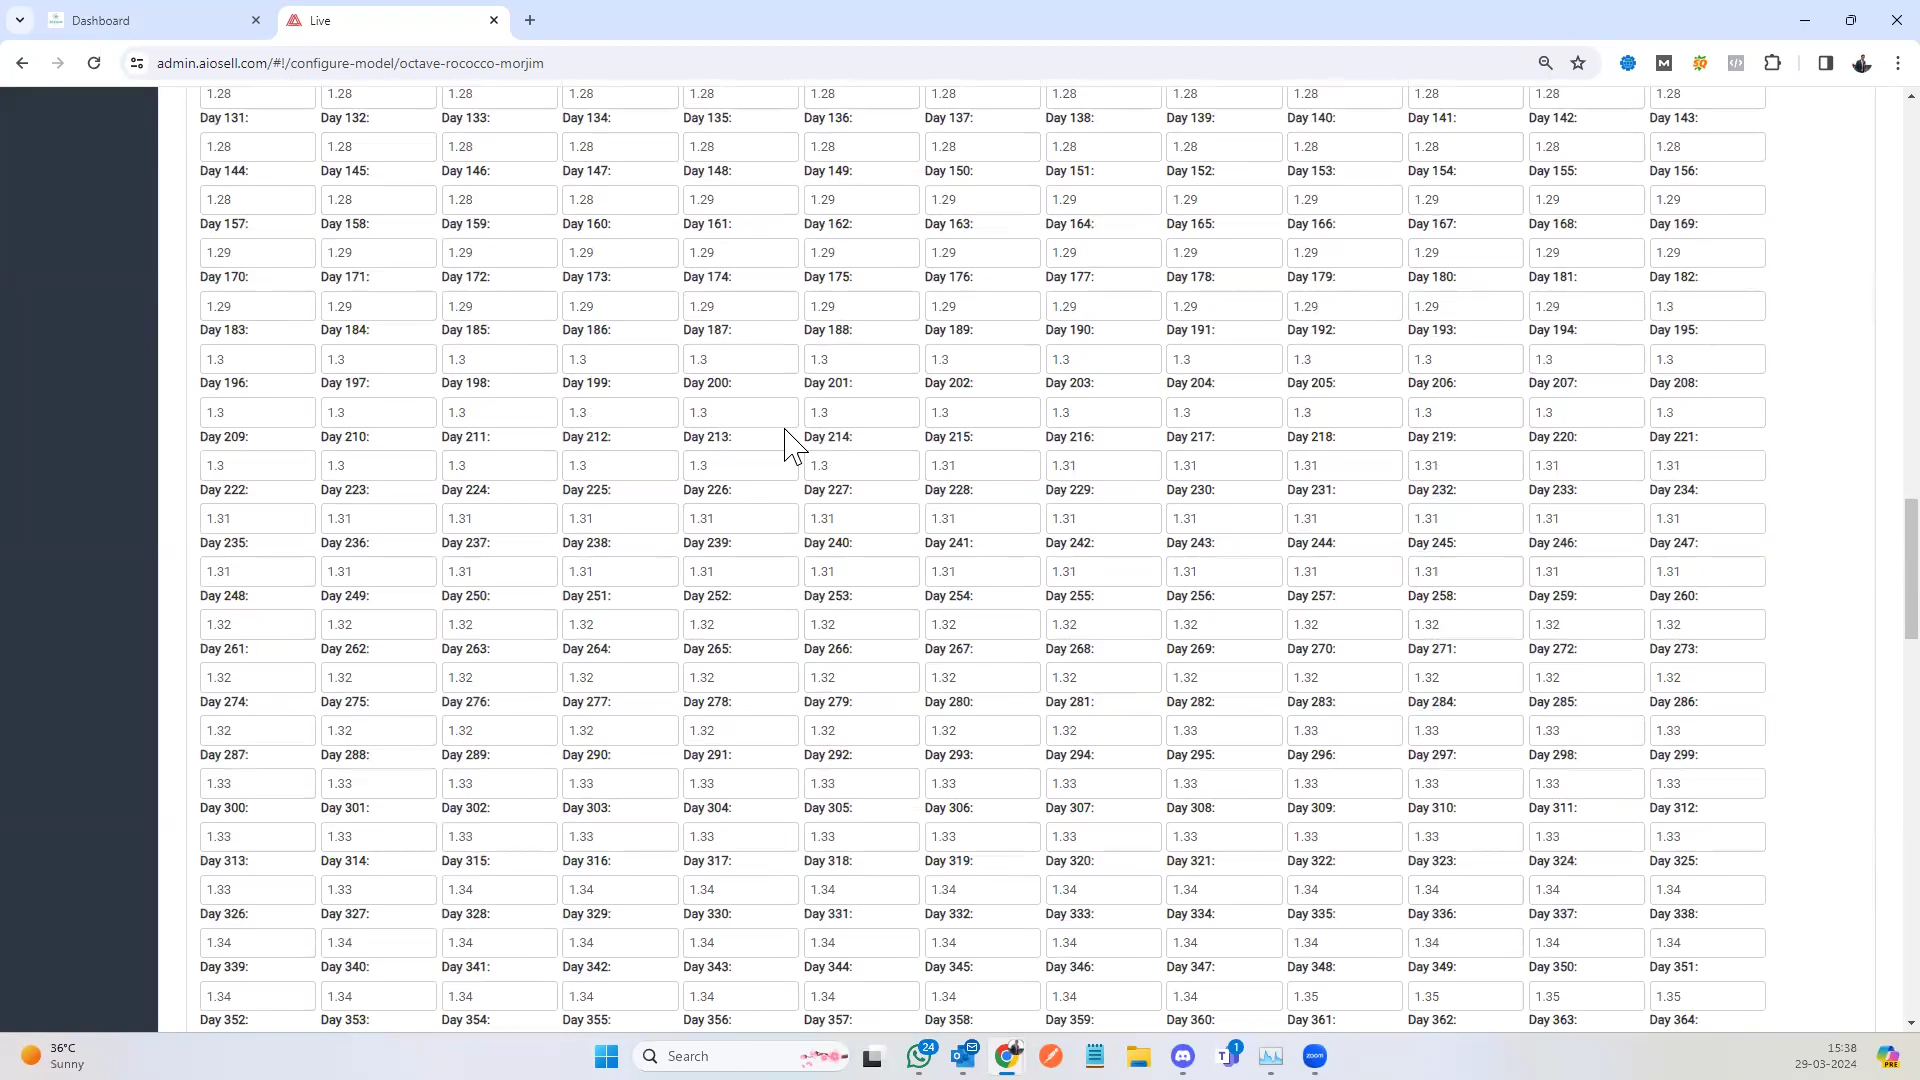 Dashboard
Live
admin.aiosell.com/#!/configure-model/octave-rococco-morjim
1.28 1.28 1.28 1.28 1.28 1.28 1.28 1.28 1.28 1.28 1.28 1.28 1.28
Day 131: Day 132: Day 133: Day 134: Day 135: Day 136: Day 137: Day 138: Day 139: Day 140: Day 141: Day 142: Day 143:
1.28 1.28 1.28 1.28 1.28 1.28 1.28 1.28 1.28 1.28 1.28 1.28 1.28
Day 144: Day 145: Day 146: Day 147: Day 148: Day 149: Day 150: Day 151: Day 152: Day 153: Day 154: Day 155: Day 156:
1.28 1.28 1.28 1.28 1.29 1.29 1.29 1.29 1.29 1.29 1.29 1.29 1.29
Day 157: Day 158: Day 159: Day 160: Day 161: Day 162: Day 163: Day 164: Day 165: Day 166: Day 167: Day 168: Day 169:
1.29 1.29 1.29 1.29 1.29 1.29 1.29 1.29 1.29 1.29 1.29 1.29 1.29
Day 170: Day 171: Day 172: Day 173: Day 174: Day 175: Day 176: Day 177: Day 178: Day 179: Day 180: Day 181: Day 182:
1.29 1.29 1.29 1.29 1.29 1.29 1.29 1.29 1.29 1.29 1.29 1.29 1.3
Day 183: Day 184: Day 185: Day 186: Day 187: Day 188: Day 189: Day 190: Day 191: Day 192: Day 193: Day 194: Day 195:
1.3 1.3 1.3 1.3 1.3 1.3 1.3 1.3 1.3 1.3 1.3 1.3 1.3
Day 196: Day 197: Day 198: Day 199: Day 200: Day 201: Day 202: Day 203: Day 204: Day 205: Day 206: Day 207: Day 208:
1.3 1.3 1.3 1.3 1.3 1.3 1.3 1.3 1.3 1.3 1.3 1.3 1.3
Day 209: Day 210: Day 211: Day 212: Day 213: Day 214: Day 215: Day 216: Day 217: Day 218: Day 219: Day 220: Day 221:
1.3 1.3 1.3 1.3 1.3 1.3 1.31 1.31 1.31 1.31 1.31 1.31 1.31
Day 222: Day 223: Day 224: Day 225: Day 226: Day 227: Day 228: Day 229: Day 230: Day 231: Day 232: Day 233: Day 234:
1.31 1.31 1.31 1.31 1.31 1.31 1.31 1.31 1.31 1.31 1.31 1.31 1.31
Day 235: Day 236: Day 237: Day 238: Day 239: Day 240: Day 241: Day 242: Day 243: Day 244: Day 245: Day 246: Day 247:
1.31 1.31 1.31 1.31 1.31 1.31 1.31 1.31 1.31 1.31 1.31 1.31 1.31
Day 248: Day 249: Day 250: Day 251: Day 252: Day 253: Day 254: Day 255: Day 256: Day 257: Day 258: Day 259: Day 260:
1.32 1.32 1.32 1.32 1.32 1.32 1.32 1.32 1.32 1.32 1.32 1.32 1.32
Day 261: Day 262: Day 263: Day 264: Day 265: Day 266: Day 267: Day 268: Day 269: Day 270: Day 271: Day 272: Day 273:
1.32 1.32 1.32 1.32 1.32 1.32 1.32 1.32 1.32 1.32 1.32 1.32 1.32
Day 274: Day 275: Day 276: Day 277: Day 278: Day 279: Day 280: Day 281: Day 282: Day 283: Day 284: Day 285: Day 286:
1.32 1.32 1.32 1.32 1.32 1.32 1.32 1.32 1.33 1.33 1.33 1.33 1.33
Day 287: Day 288: Day 289: Day 290: Day 291: Day 292: Day 293: Day 294: Day 295: Day 296: Day 297: Day 298: Day 299:
1.33 1.33 1.33 1.33 1.33 1.33 1.33 1.33 1.33 1.33 1.33 1.33 1.33
Day 300: Day 301: Day 302: Day 303: Day 304: Day 305: Day 306: Day 307: Day 308: Day 309: Day 310: Day 311: Day 312:
1.33 1.33 1.33 1.33 1.33 1.33 1.33 1.33 1.33 1.33 1.33 1.33 1.33
Day 313: Day 314: Day 315: Day 316: Day 317: Day 318: Day 319: Day 320: Day 321: Day 322: Day 323: Day 324: Day 325:
1.33 1.33 1.34 1.34 1.34 1.34 1.34 1.34 1.34 1.34 1.34 1.34 1.34
Day 326: Day 327: Day 328: Day 329: Day 330: Day 331: Day 332: Day 333: Day 334: Day 335: Day 336: Day 337: Day 338:
1.34 1.34 1.34 1.34 1.34 1.34 1.34 1.34 1.34 1.34 1.34 1.34 1.34
Day 339: Day 340: Day 341: Day 342: Day 343: Day 344: Day 345: Day 346: Day 347: Day 348: Day 349: Day 350: Day 351:
1.34 1.34 1.34 1.34 1.34 1.34 1.34 1.34 1.34 1.35 1.35 1.35 1.35
Day 352: Day 353: Day 354: Day 355: Day 356: Day 357: Day 358: Day 359: Day 360: Day 361: Day 362: Day 363: Day 364:
36°C
Sunny
Search
24
1
zoom
15:38
29-03-2024
PRE